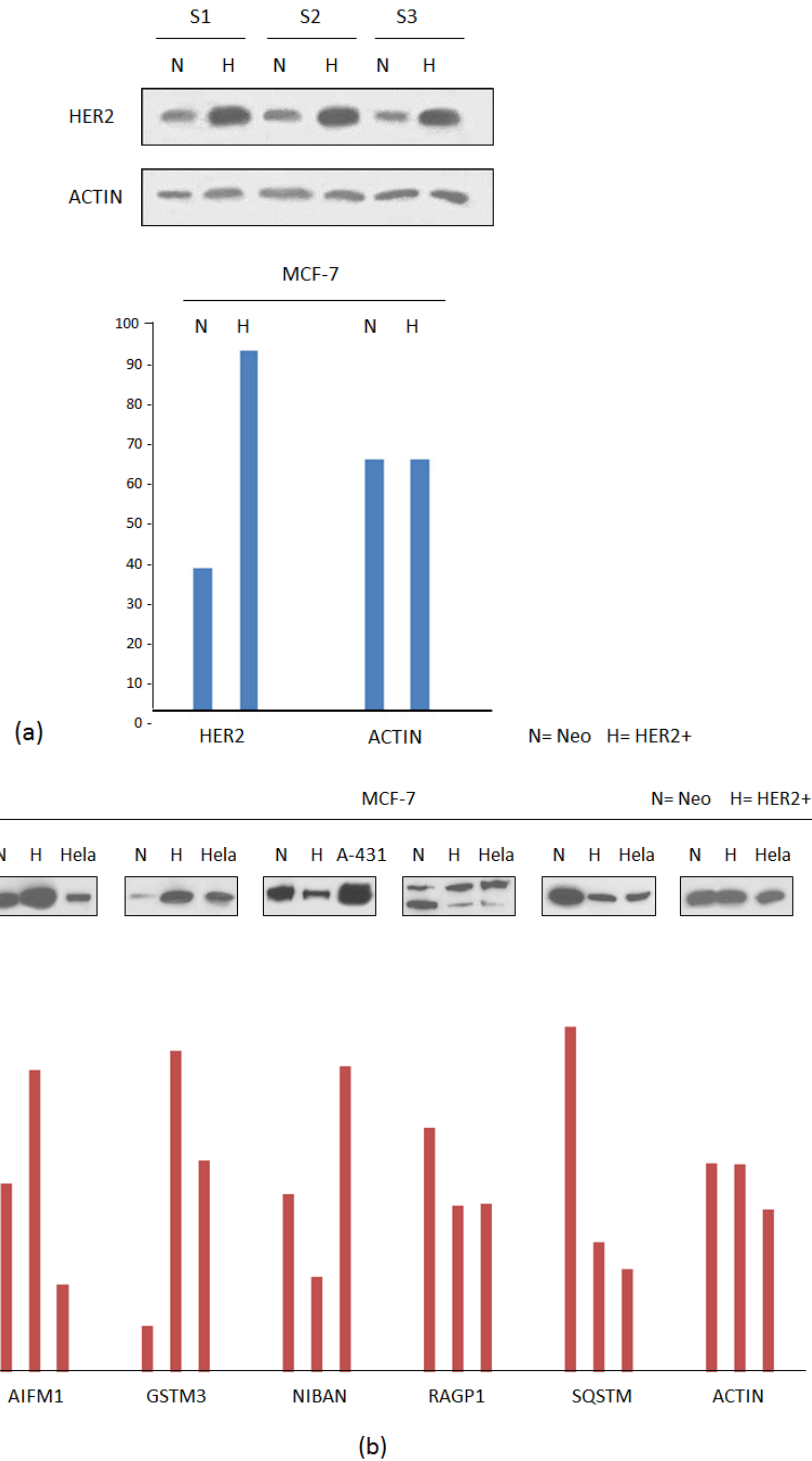 S1 S2 S3
N H N H N H
HER2
ACTIN
MCF-7
N H N H
100
90
80
70
60
50
40
30
20
10
0
HER2 ACTIN
(a)
N= Neo H= HER2+
MCF-7 N= Neo H= HER2+
N H Hela N H Hela N H A-431 N H Hela N H Hela N H Hela
AIFM1 GSTM3 NIBAN RAGP1 SQSTM ACTIN
(b)